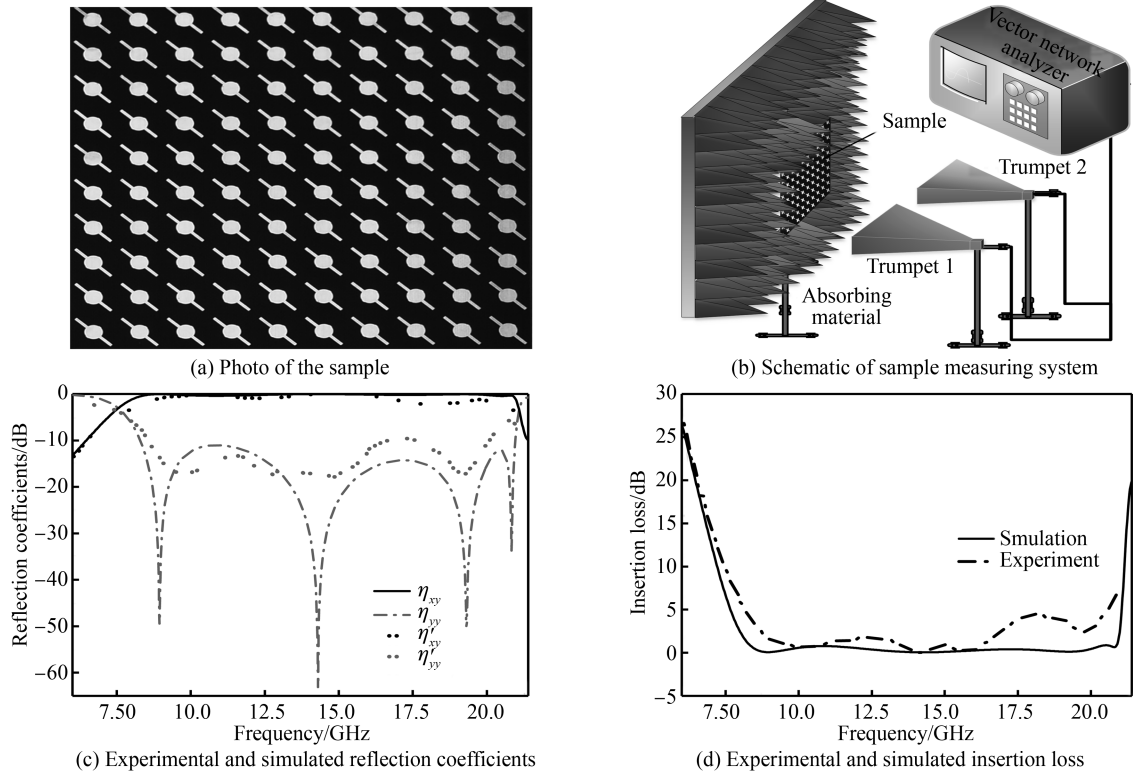 Vector network
analyzer
Sample
Trumpet 2
Trumpet 1
Absorbing
material
(a) Photo of the sample
(b) Schematic of sample measuring system
Reflection coefficients/dB
0
−10
−20
−30
−40
−50
−60
7.50
10.0
12.5
15.0
17.5
20.0
Frequency/GHz
η_xy
η_yy
η′_xy
η′_yy
(c) Experimental and simulated reflection coefficients
Insertion loss/dB
30
25
20
15
10
5
0
−5
7.50
10.0
12.5
15.0
17.5
20.0
Frequency/GHz
Smulation
Experiment
(d) Experimental and simulated insertion loss